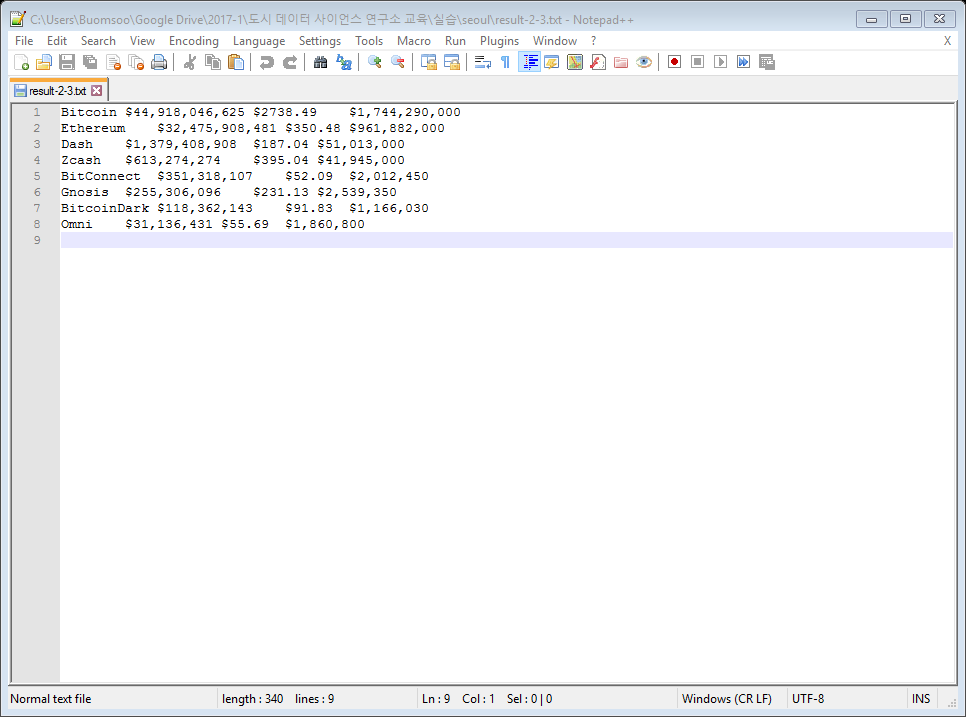 C:\Users\Buomsoo\Google Drive\2017-1\도시 데이터 사이언스 연구소 교육\실습\seoul\result-2-3.txt - Notepad++
File Edit Search View Encoding Language Settings Tools Macro Run Plugins Window ? X
result-2-3.txt
1 Bitcoin $44,918,046,625 $2738.49 $1,744,290,000
2 Ethereum $32,475,908,481 $350.48 $961,882,000
3 Dash $1,379,408,908 $187.04 $51,013,000
4 Zcash $613,274,274 $395.04 $41,945,000
5 BitConnect $351,318,107 $52.09 $2,012,450
6 Gnosis $255,306,096 $231.13 $2,539,350
7 BitcoinDark $118,362,143 $91.83 $1,166,030
8 Omni $31,136,431 $55.69 $1,860,800
9
Normal text file length : 340 lines : 9 Ln : 9 Col : 1 Sel : 0 | 0 Windows (CR LF) UTF-8 INS